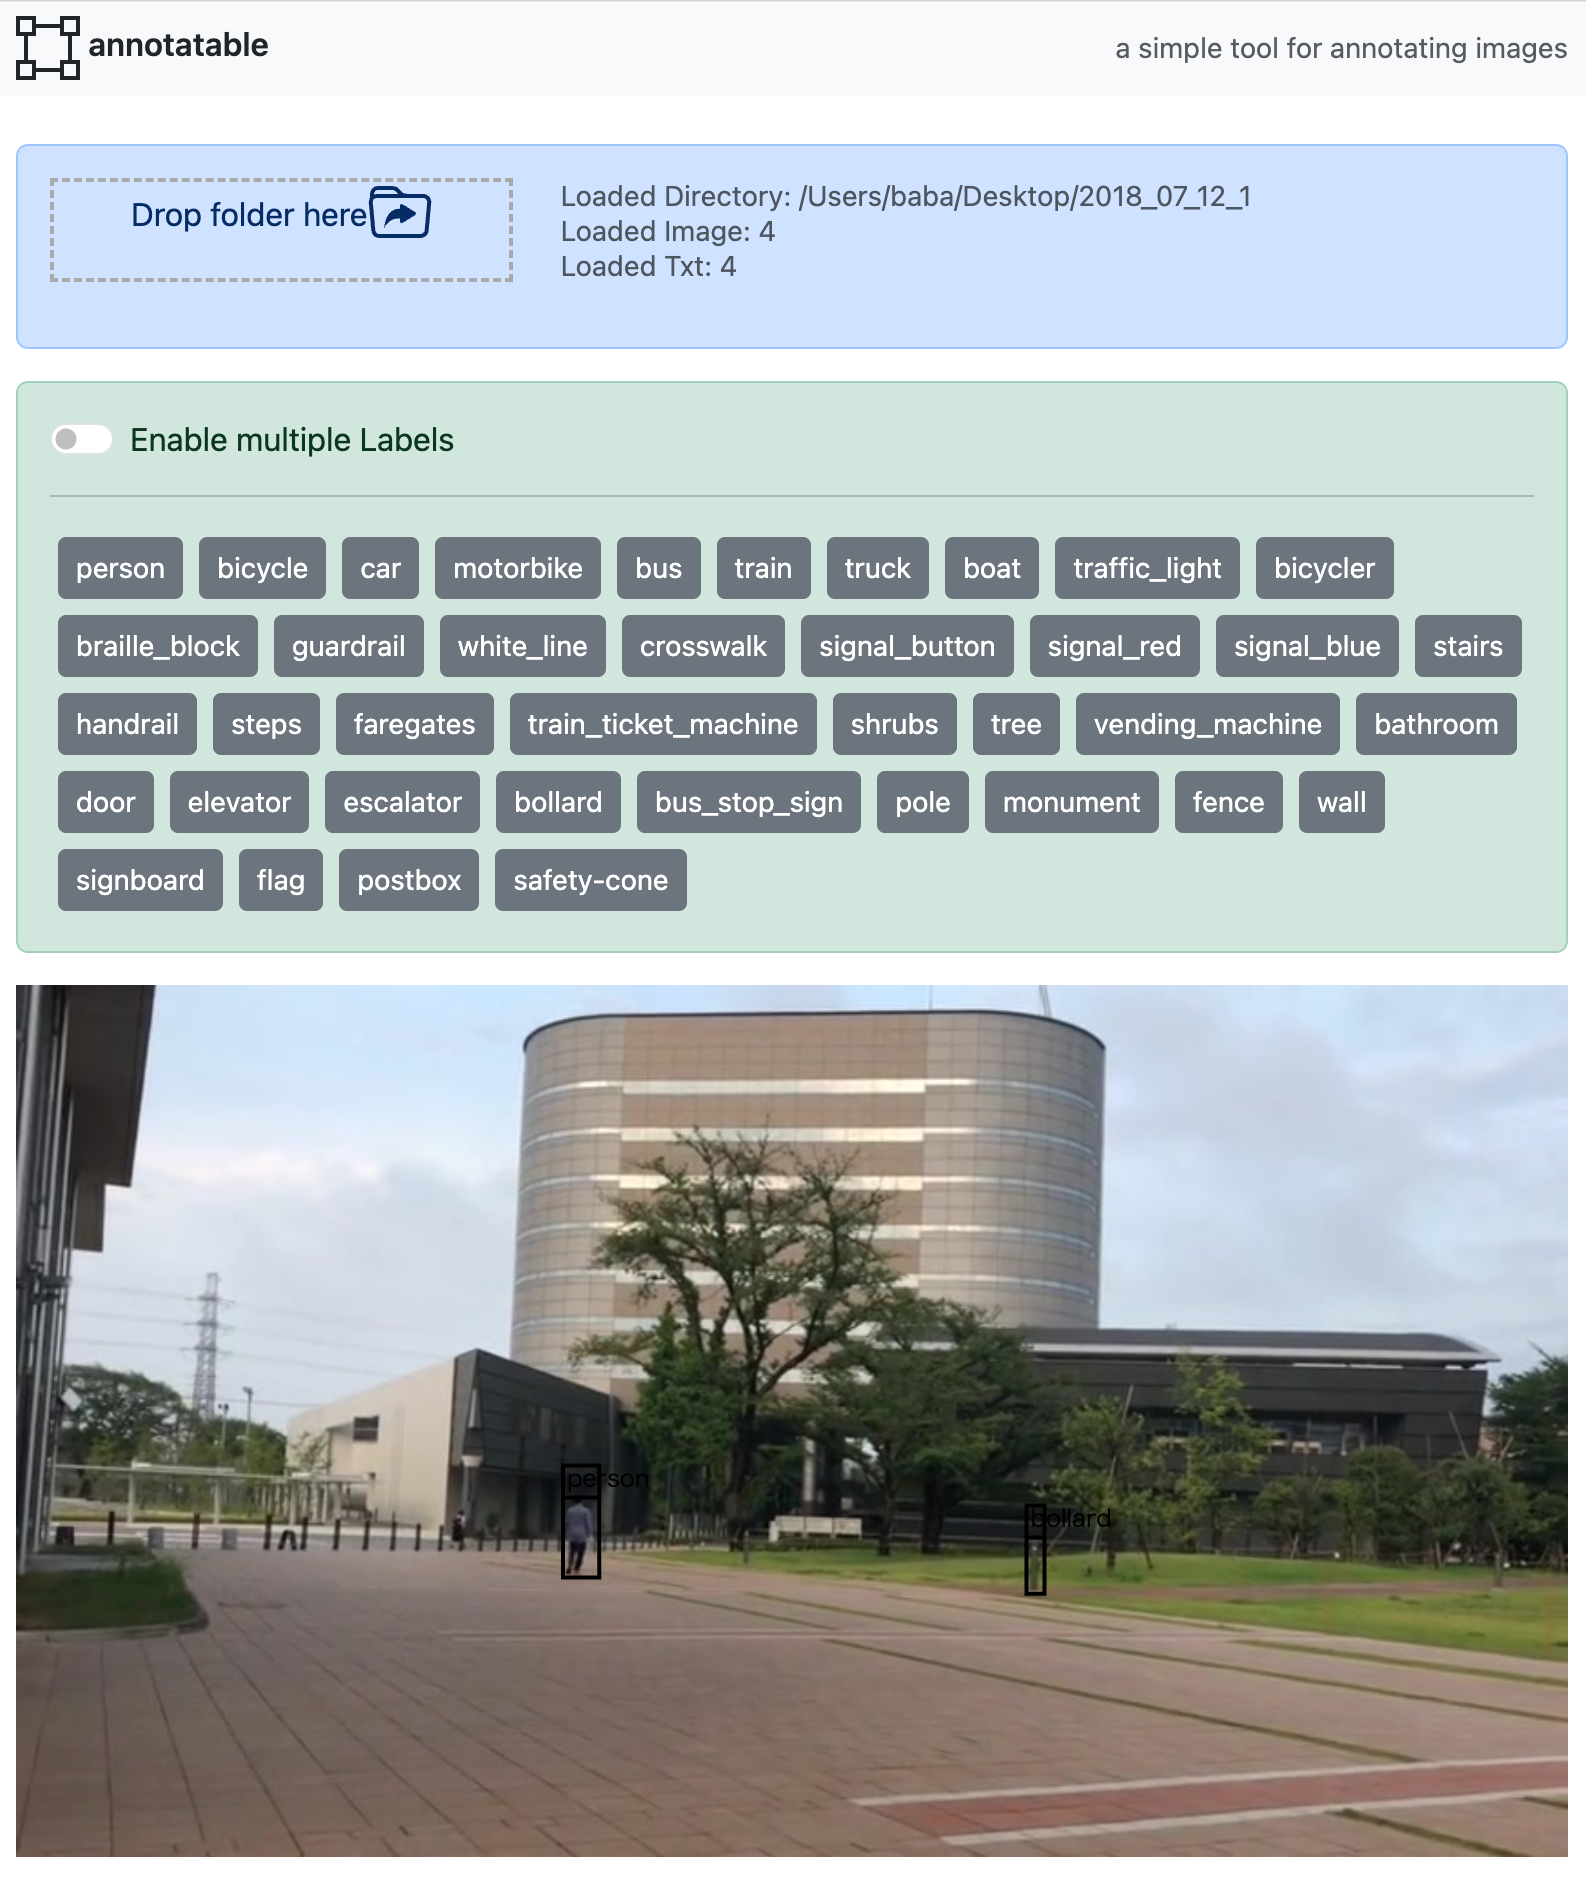 annotatable
a simple tool for annotating images
Drop folder here
Loaded Directory: /Users/baba/Desktop/2018_07_12_1
Loaded Image: 4
Loaded Txt: 4
Enable multiple Labels
person bicycle car motorbike bus train truck boat traffic_light bicycler
braille_block guardrail white_line crosswalk signal_button signal_red signal_blue stairs
handrail steps faregates train_ticket_machine shrubs tree vending_machine bathroom
door elevator escalator bollard bus_stop_sign pole monument fence wall
signboard flag postbox safety-cone
person
bollard